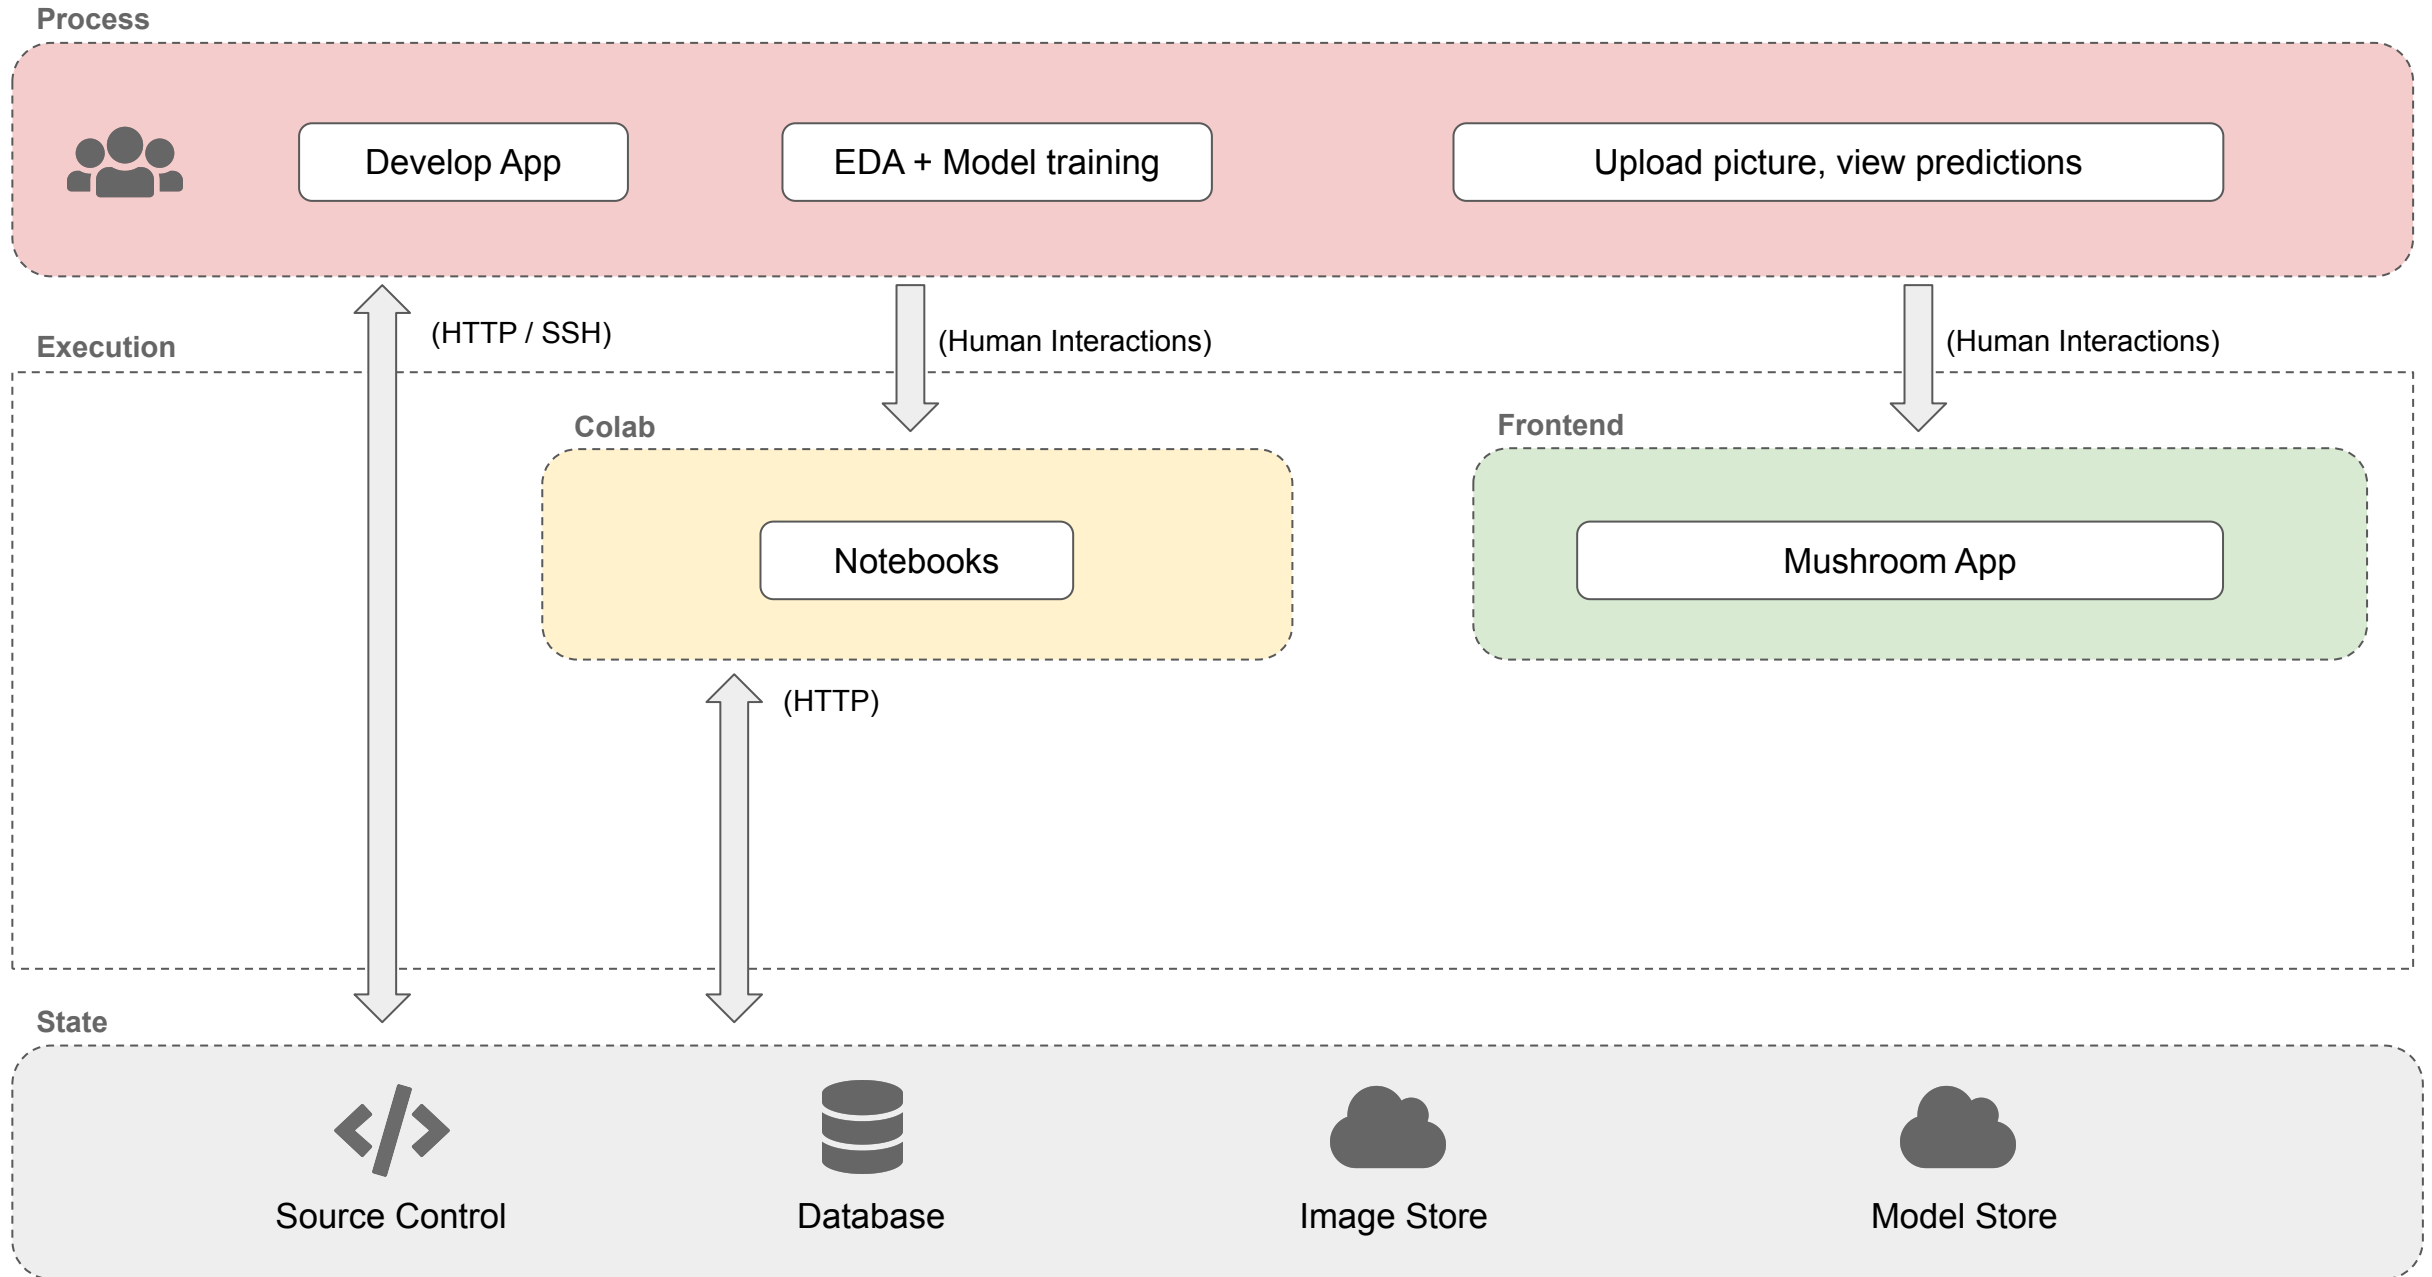 Process
Develop App
EDA + Model training
Upload picture, view predictions
(HTTP / SSH)
(Human Interactions)
(Human Interactions)
Execution
Colab
Frontend
Notebooks
Mushroom App
(HTTP)
State
Source Control
Database
Image Store
Model Store